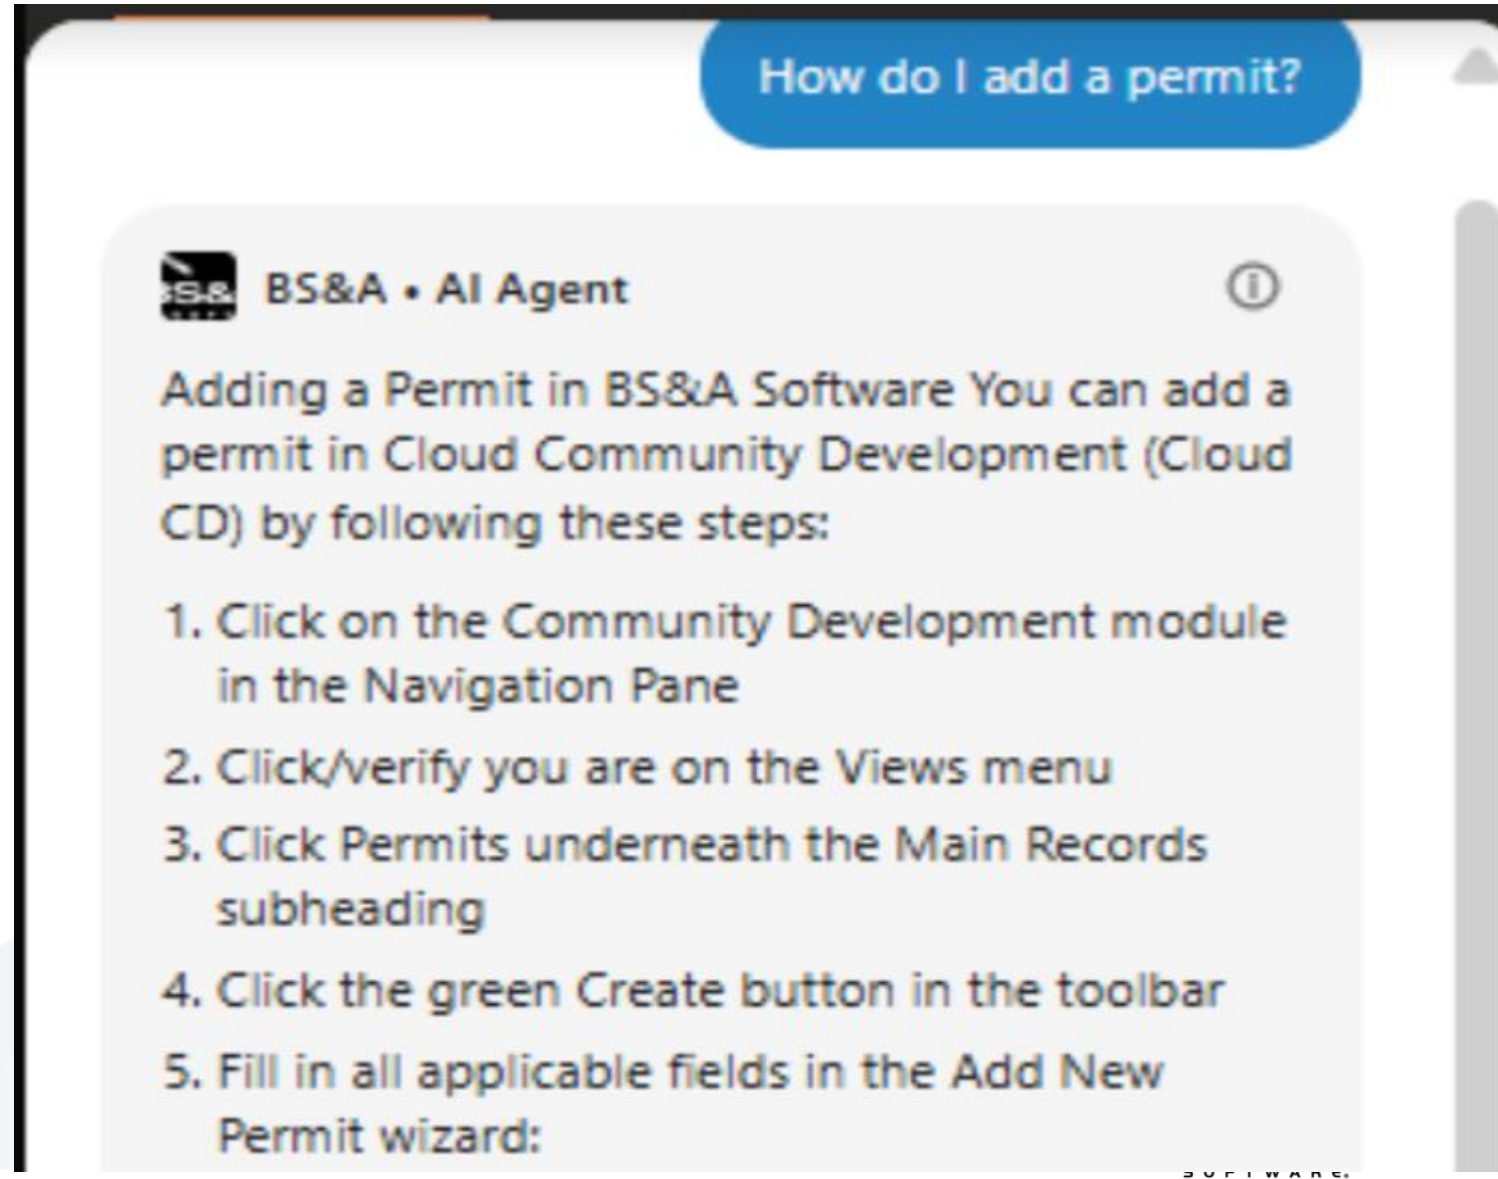 How do I add a permit?
BS&A • AI Agent
Adding a Permit in BS&A Software You can add a
permit in Cloud Community Development (Cloud
CD) by following these steps:
1. Click on the Community Development module
in the Navigation Pane
2. Click/verify you are on the Views menu
3. Click Permits underneath the Main Records
subheading
4. Click the green Create button in the toolbar
5. Fill in all applicable fields in the Add New
Permit wizard: